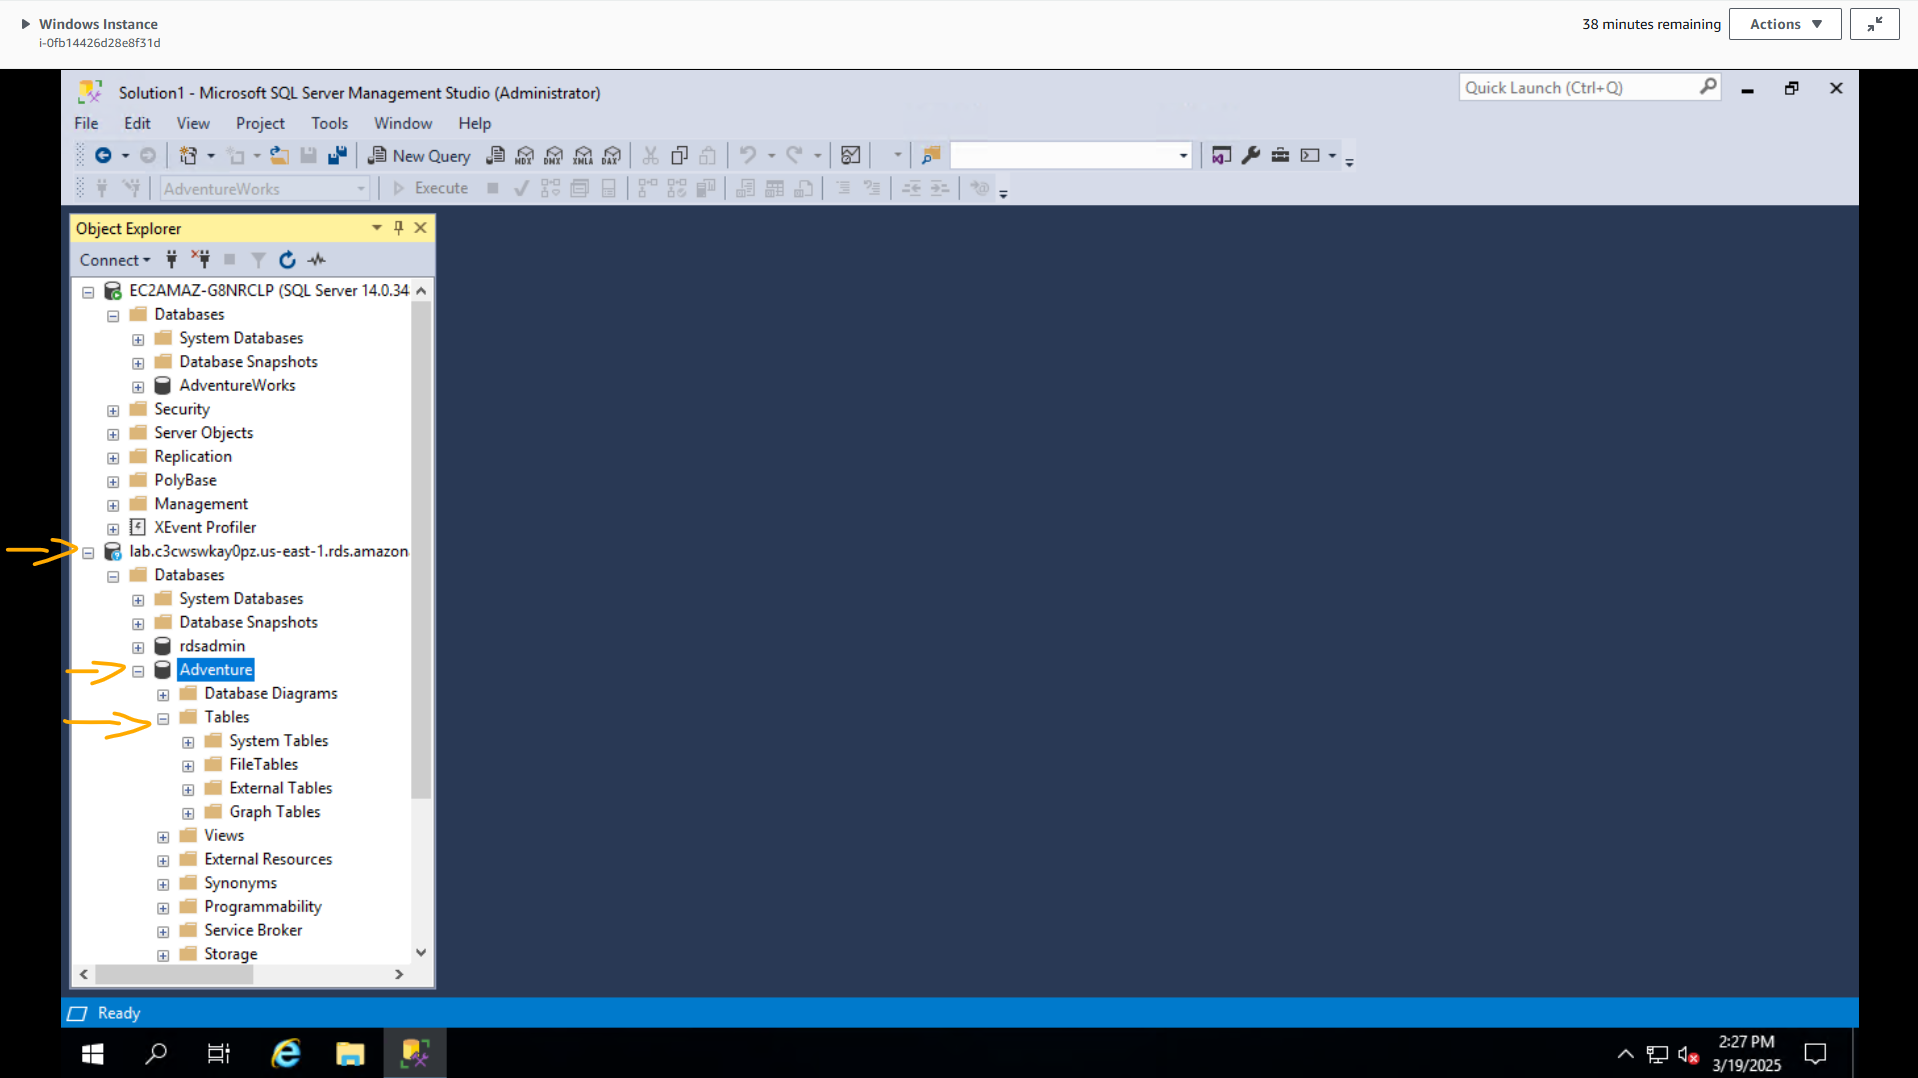 Windows Instance
i-0fb14426d28e8f31d
38 minutes remaining
Actions
Solution1 - Microsoft SQL Server Management Studio (Administrator)
Quick Launch (Ctrl+Q)
File Edit View Project Tools Window Help
New Query MDX DMX XMLA DAX
AdventureWorks Execute
Object Explorer
Connect
EC2AMAZ-G8NRCLP (SQL Server 14.0.34
Databases
System Databases
Database Snapshots
AdventureWorks
Security
Server Objects
Replication
PolyBase
Management
XEvent Profiler
lab.c3cwswkay0pz.us-east-1.rds.amazon
Databases
System Databases
Database Snapshots
rdsadmin
Adventure
Database Diagrams
Tables
System Tables
FileTables
External Tables
Graph Tables
Views
External Resources
Synonyms
Programmability
Service Broker
Storage
Ready
2:27 PM
3/19/2025